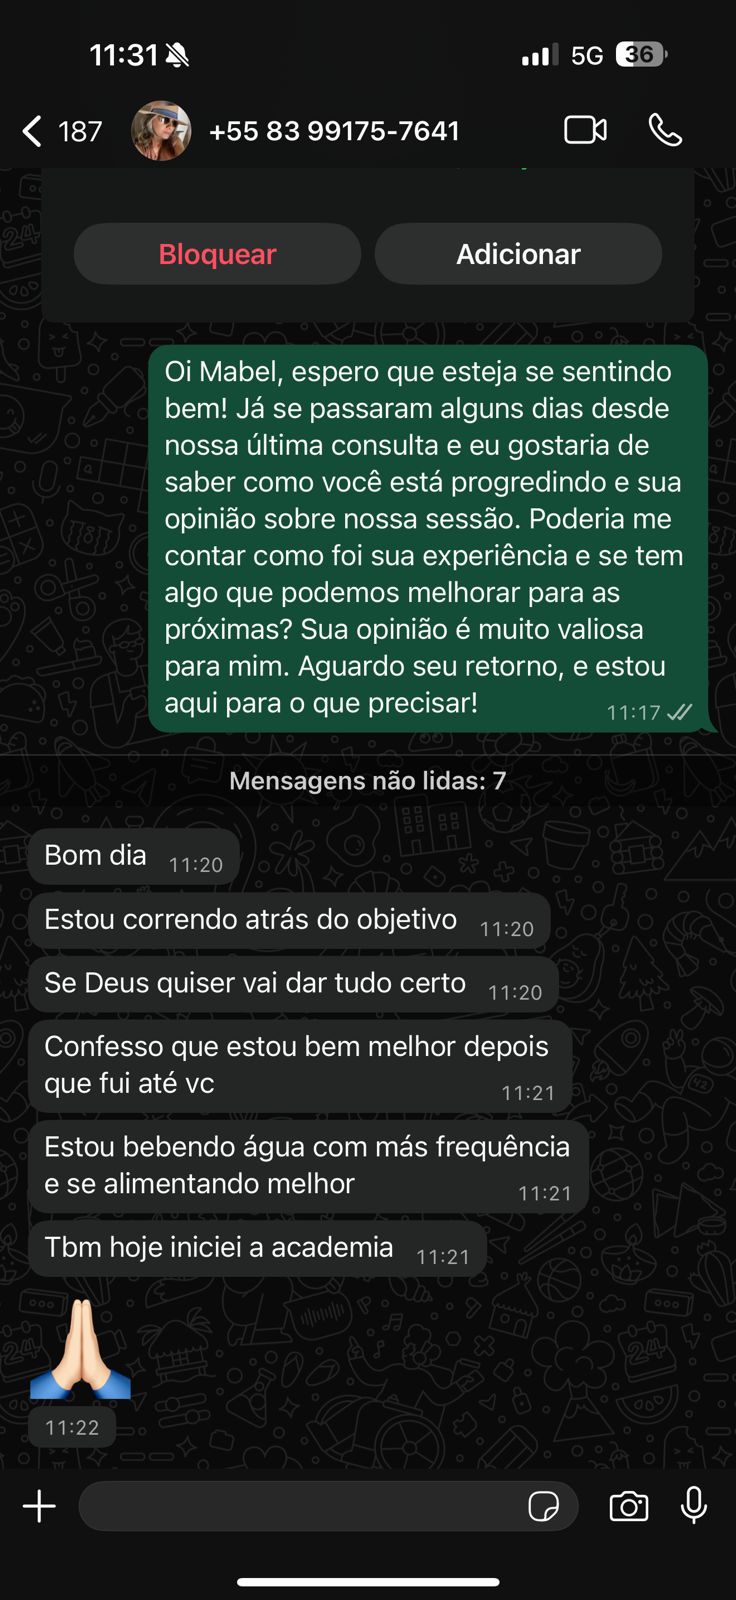 11:31
5G
36
187
+55 83 99175-7641
Bloquear
Adicionar
Oi Mabel, espero que esteja se sentindo
bem! Já se passaram alguns dias desde
nossa última consulta e eu gostaria de
saber como você está progredindo e sua
opinião sobre nossa sessão. Poderia me
contar como foi sua experiência e se tem
algo que podemos melhorar para as
próximas? Sua opinião é muito valiosa
para mim. Aguardo seu retorno, e estou
aqui para o que precisar!
11:17
Mensagens não lidas: 7
Bom dia
11:20
Estou correndo atrás do objetivo
11:20
Se Deus quiser vai dar tudo certo
11:20
Confesso que estou bem melhor depois
que fui até vc
11:21
Estou bebendo água com más frequência
e se alimentando melhor
11:21
Tbm hoje iniciei a academia
11:21
11:22